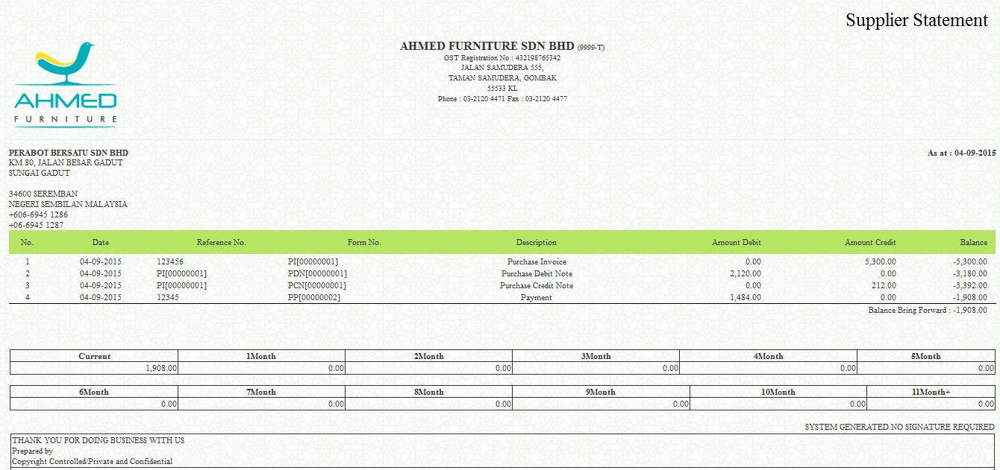 Supplier Statement
AHMED
FURNITURE
AHMED FURNITURE SDN BHD (9999-T)
GST Registration No : 432198765342
JALAN SAMUDERA 555,
TAMAN SAMUDERA, GOMBAK
55533 KL
Phone : 03-2120 4471 Fax : 03-2120 4477
PERABOT BERSATU SDN BHD
As at : 04-09-2015
KM 80, JALAN BESAR GADUT
SUNGAI GADUT
34600 SEREMBAN
NEGERI SEMBILAN MALAYSIA
+606-6945 1286
+06-6945 1287
No. Date Reference No. Form No. Description Amount Debit Amount Credit Balance
1 04-09-2015 123456 PI[00000001] Purchase Invoice 0.00 5,300.00 -5,300.00
2 04-09-2015 PI[00000001] PDN[00000001] Purchase Debit Note 2,120.00 0.00 -3,180.00
3 04-09-2015 PI[00000001] PCN[00000001] Purchase Credit Note 0.00 212.00 -3,392.00
4 04-09-2015 12345 PP[00000002] Payment 1,484.00 0.00 -1,908.00
Balance Bring Forward : -1,908.00
Current 1Month 2Month 3Month 4Month 5Month
1,908.00 0.00 0.00 0.00 0.00 0.00
6Month 7Month 8Month 9Month 10Month 11Month+
0.00 0.00 0.00 0.00 0.00 0.00
SYSTEM GENERATED NO SIGNATURE REQUIRED
THANK YOU FOR DOING BUSINESS WITH US
Prepared by
Copyright Controlled/Private and Confidential